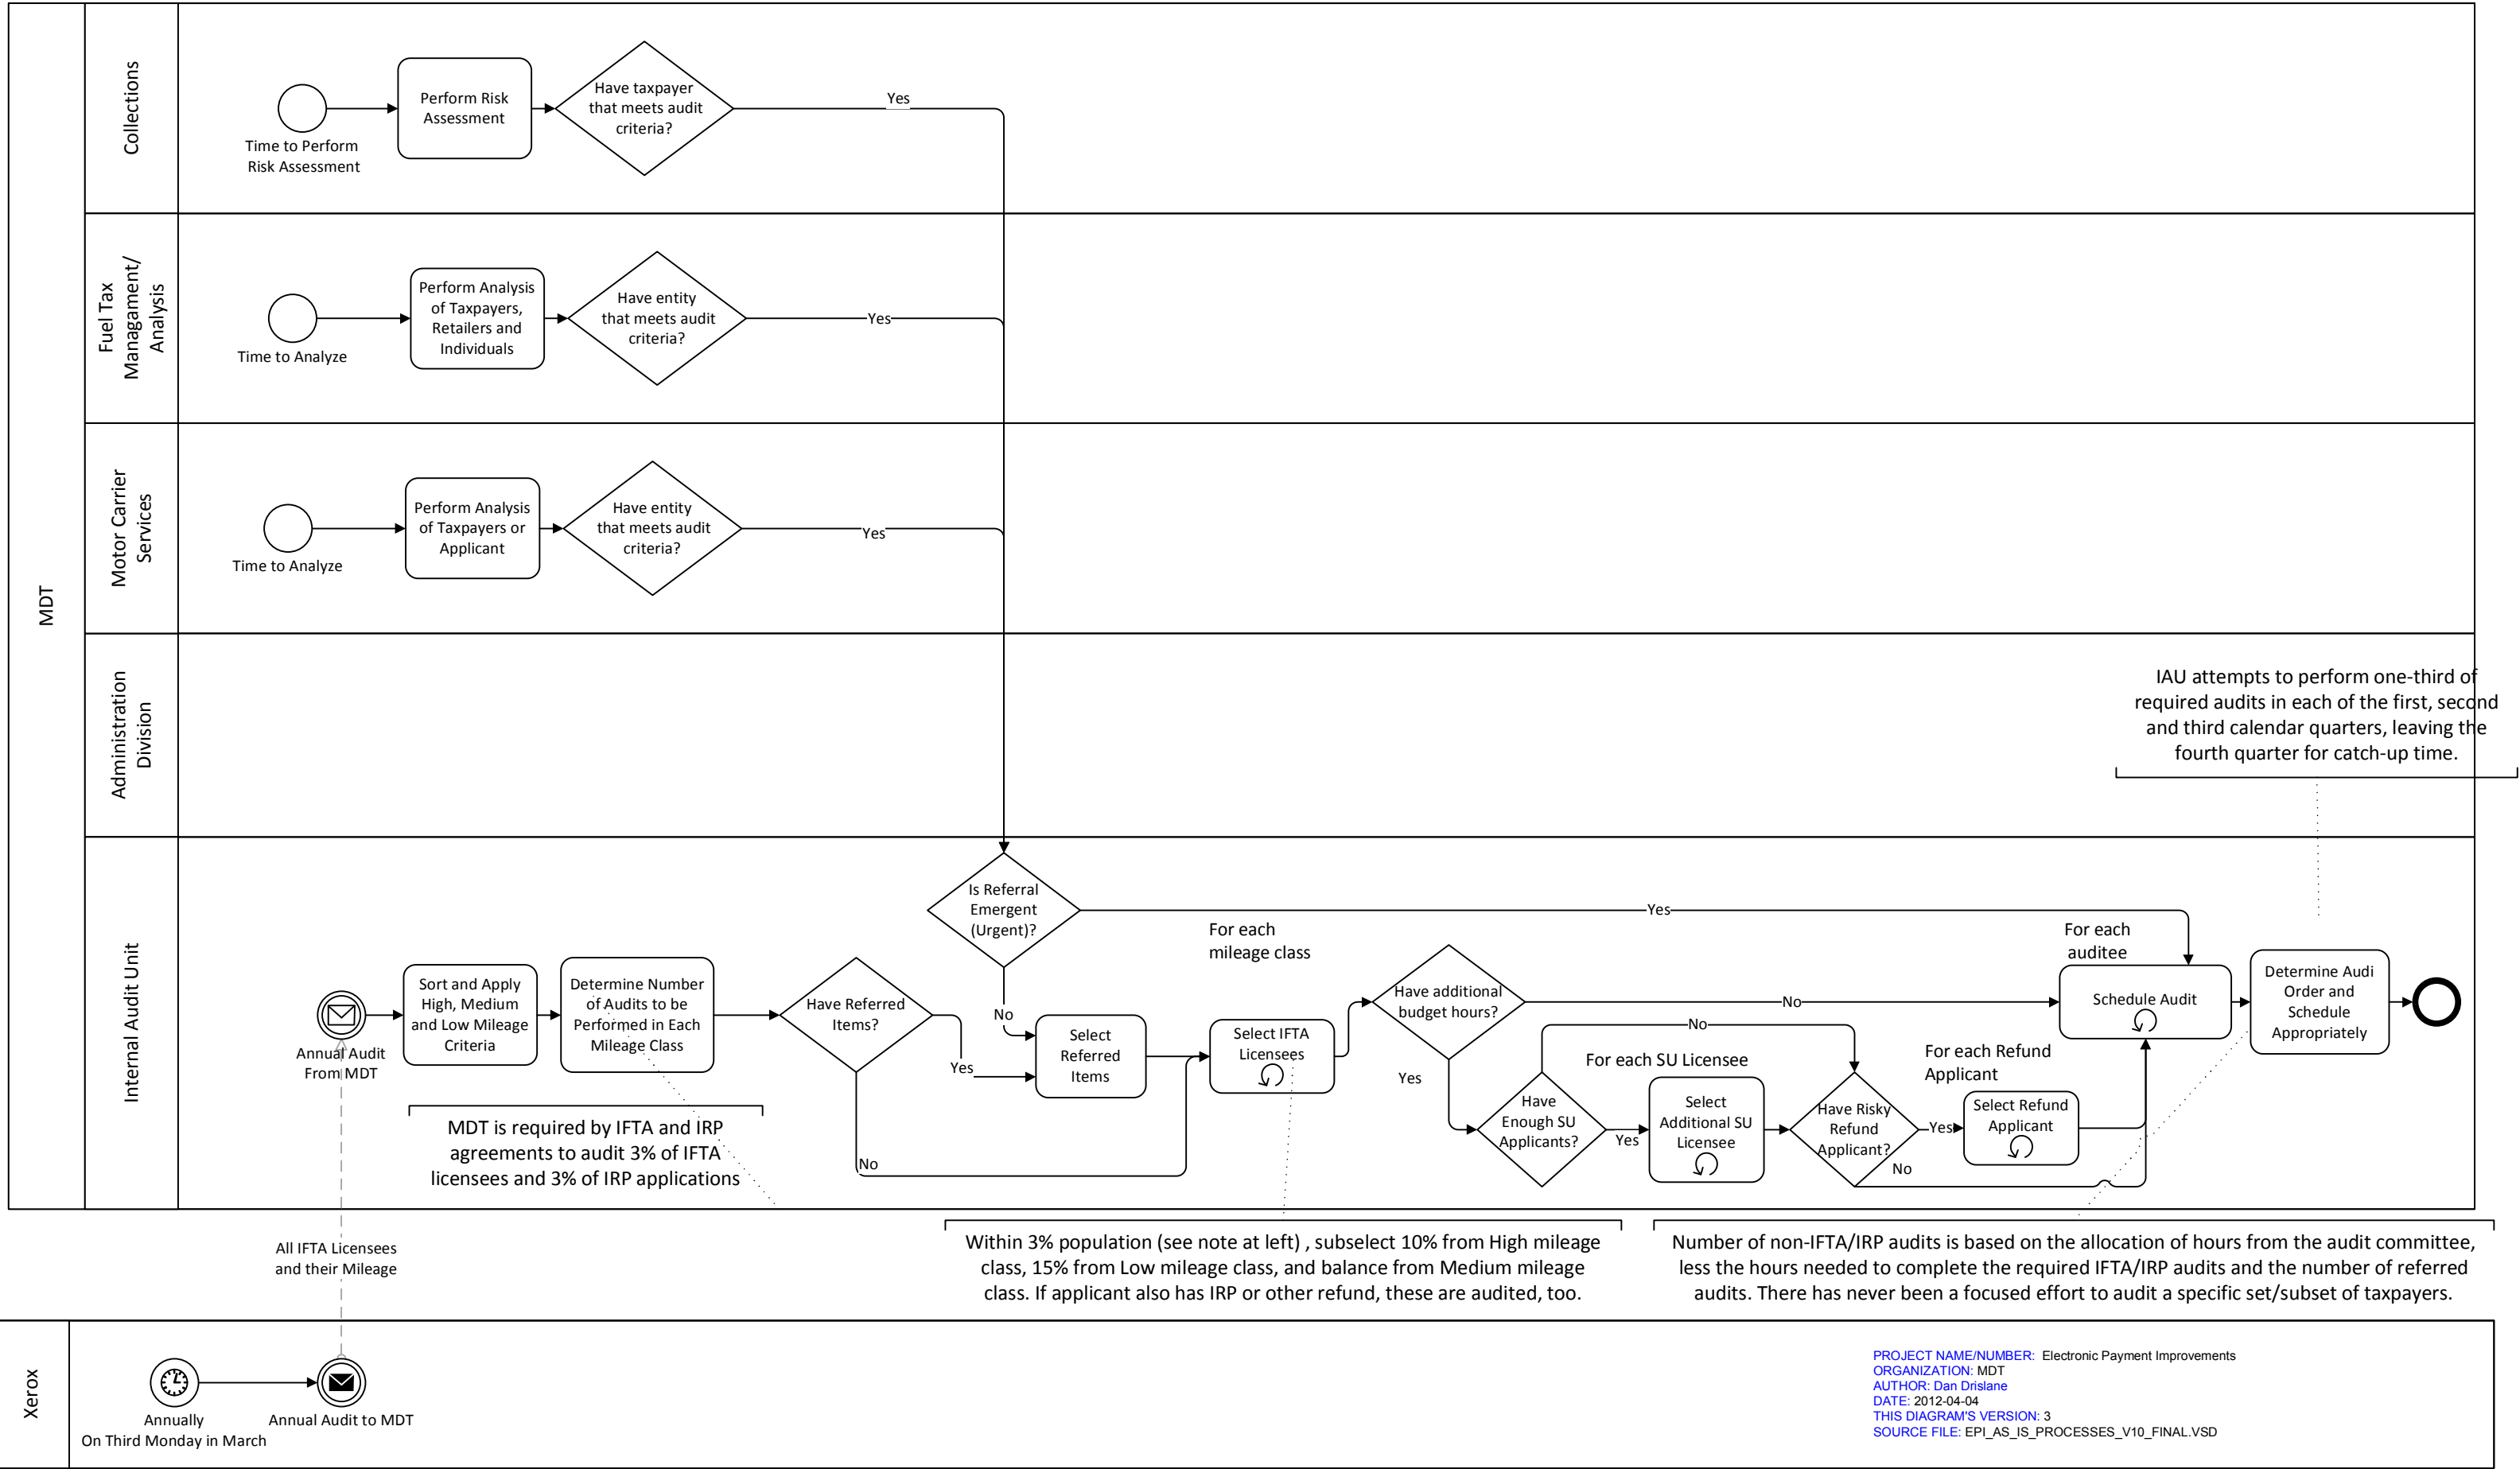 MDT
Collections
Time to Perform
Risk Assessment
Perform Risk
Assessment
Have taxpayer
that meets audit
criteria?
Yes
Fuel Tax
Managament/
Analysis
Time to Analyze
Perform Analysis
of Taxpayers,
Retailers and
Individuals
Have entity
that meets audit
criteria?
Yes
Motor Carrier
Services
Time to Analyze
Perform Analysis
of Taxpayers or
Applicant
Have entity
that meets audit
criteria?
Yes
Administration
Division
IAU attempts to perform one-third of
required audits in each of the first, second
and third calendar quarters, leaving the
fourth quarter for catch-up time.
Internal Audit Unit
Annual Audit
From MDT
Sort and Apply
High, Medium
and Low Mileage
Criteria
Determine Number
of Audits to be
Performed in Each
Mileage Class
Have Referred
Items?
Yes
No
Is Referral
Emergent
(Urgent)?
Yes
No
Select
Referred
Items
For each
mileage class
Select IFTA
Licensees
Have additional
budget hours?
No
Yes
Have
Enough SU
Applicants?
No
Yes
For each SU Licensee
Select
Additional SU
Licensee
Have Risky
Refund
Applicant?
Yes
No
For each Refund
Applicant
Select Refund
Applicant
For each
auditee
Schedule Audit
Determine Audi
Order and
Schedule
Appropriately
MDT is required by IFTA and IRP
agreements to audit 3% of IFTA
licensees and 3% of IRP applications
Within 3% population (see note at left) , subselect 10% from High mileage
class, 15% from Low mileage class, and balance from Medium mileage
class. If applicant also has IRP or other refund, these are audited, too.
Number of non-IFTA/IRP audits is based on the allocation of hours from the audit committee,
less the hours needed to complete the required IFTA/IRP audits and the number of referred
audits. There has never been a focused effort to audit a specific set/subset of taxpayers.
All IFTA Licensees
and their Mileage
Xerox
Annually
On Third Monday in March
Annual Audit to MDT
PROJECT NAME/NUMBER: Electronic Payment Improvements
ORGANIZATION: MDT
AUTHOR: Dan Drislane
DATE: 2012-04-04
THIS DIAGRAM'S VERSION: 3
SOURCE FILE: EPI_AS_IS_PROCESSES_V10_FINAL.VSD